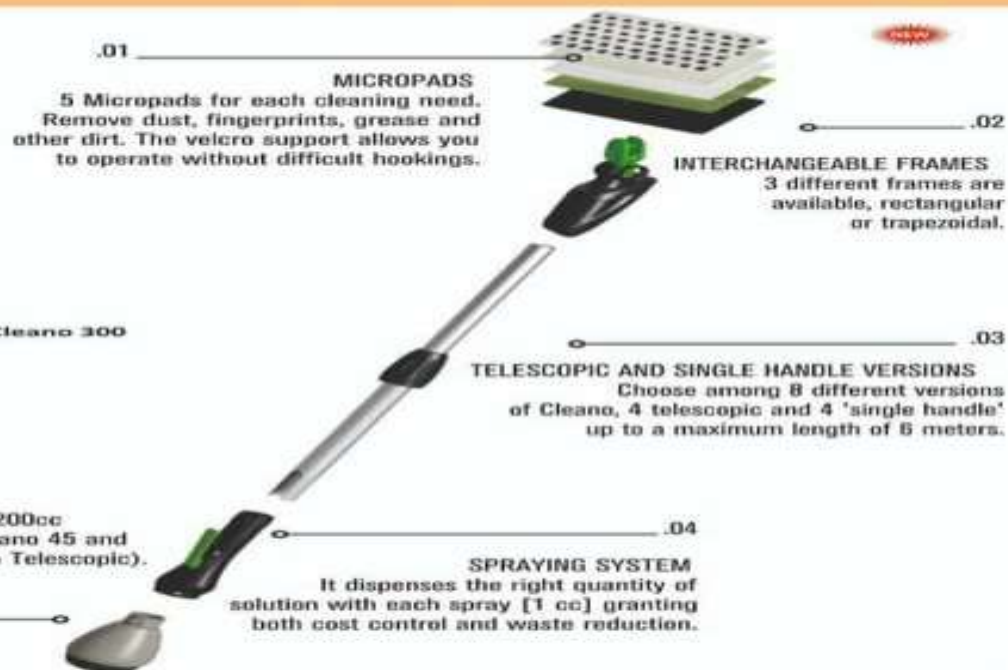 NEW
.01
MICROPADS
5 Micropads for each cleaning need.
Remove dust, fingerprints, grease and
other dirt. The velcro support allows you
to operate without difficult hookings.
.02
INTERCHANGEABLE FRAMES
3 different frames are
available, rectangular
or trapezoidal.
Cleano 300
.03
TELESCOPIC AND SINGLE HANDLE VERSIONS
Choose among 8 different versions
of Cleano, 4 telescopic and 4 'single handle'
up to a maximum length of 6 meters.
200cc
ano 45 and
Telescopic).
.04
SPRAYING SYSTEM
It dispenses the right quantity of
solution with each spray [1 cc] granting
both cost control and waste reduction.